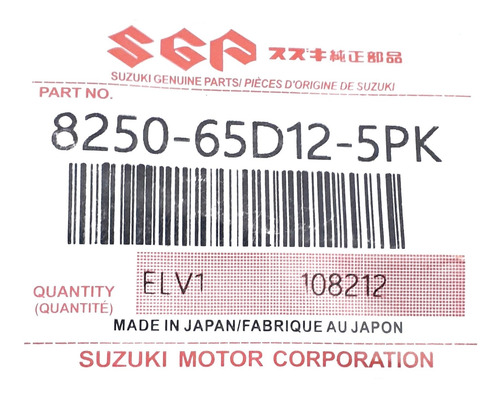 SGP スズキ純正部品
SUZUKI GENUINE PARTS/ PIÈCES D'ORIGINE DE SUZUKI
PART NO.
8250-65D12-5PK
ELV1 108212
QUANTITY
(QUANTITÉ)
MADE IN JAPAN/FABRIQUE AU JAPON
SUZUKI MOTOR CORPORATION